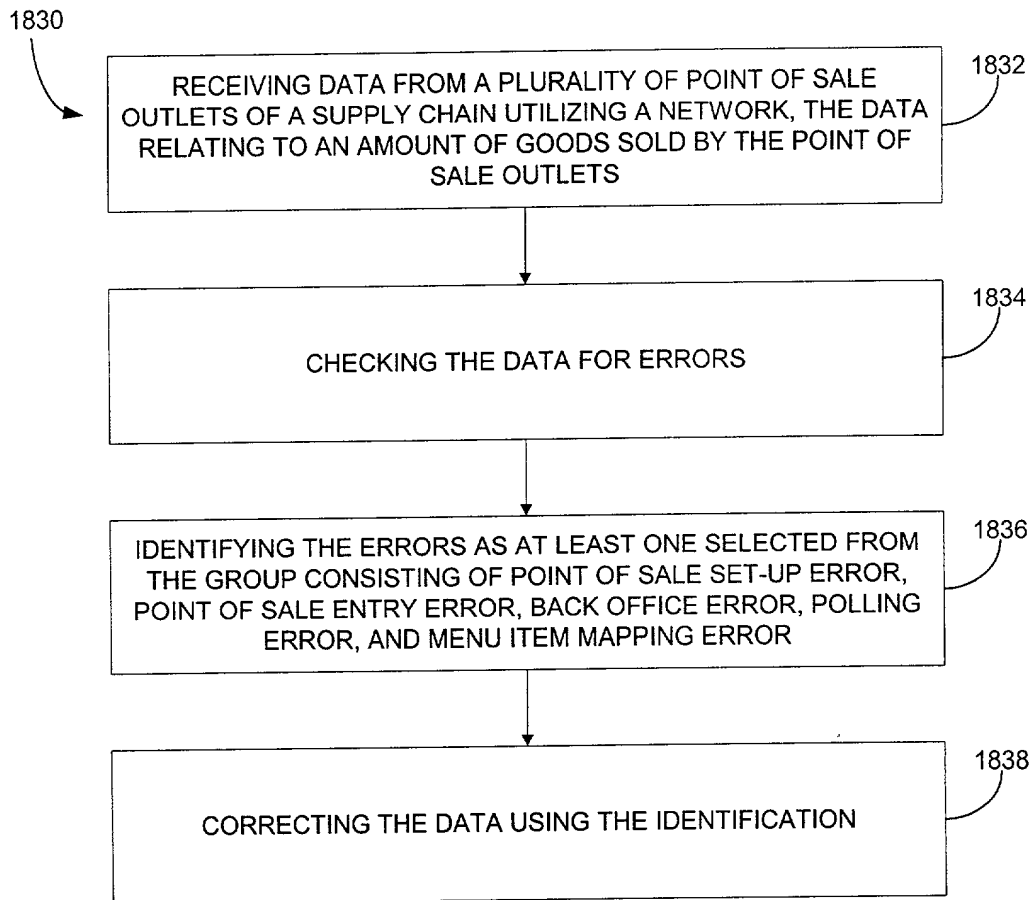 1830
1832
RECEIVING DATA FROM A PLURALITY OF POINT OF SALE
OUTLETS OF A SUPPLY CHAIN UTILIZING A NETWORK, THE DATA
RELATING TO AN AMOUNT OF GOODS SOLD BY THE POINT OF
SALE OUTLETS
1834
CHECKING THE DATA FOR ERRORS
1836
IDENTIFYING THE ERRORS AS AT LEAST ONE SELECTED FROM
THE GROUP CONSISTING OF POINT OF SALE SET-UP ERROR,
POINT OF SALE ENTRY ERROR, BACK OFFICE ERROR, POLLING
ERROR, AND MENU ITEM MAPPING ERROR
1838
CORRECTING THE DATA USING THE IDENTIFICATION